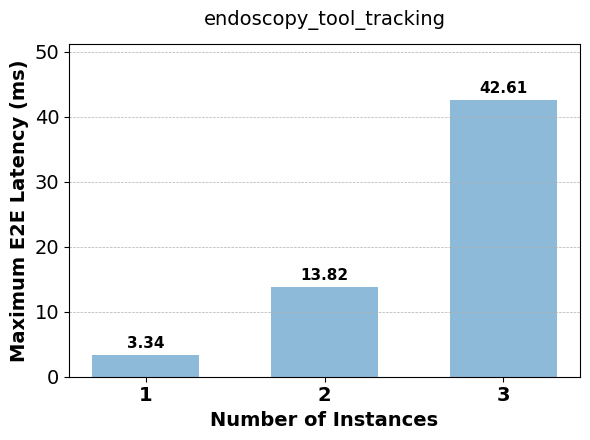 endoscopy_tool_tracking
Maximum E2E Latency (ms)
50
40
30
20
10
0
42.61
13.82
3.34
1 2 3
Number of Instances